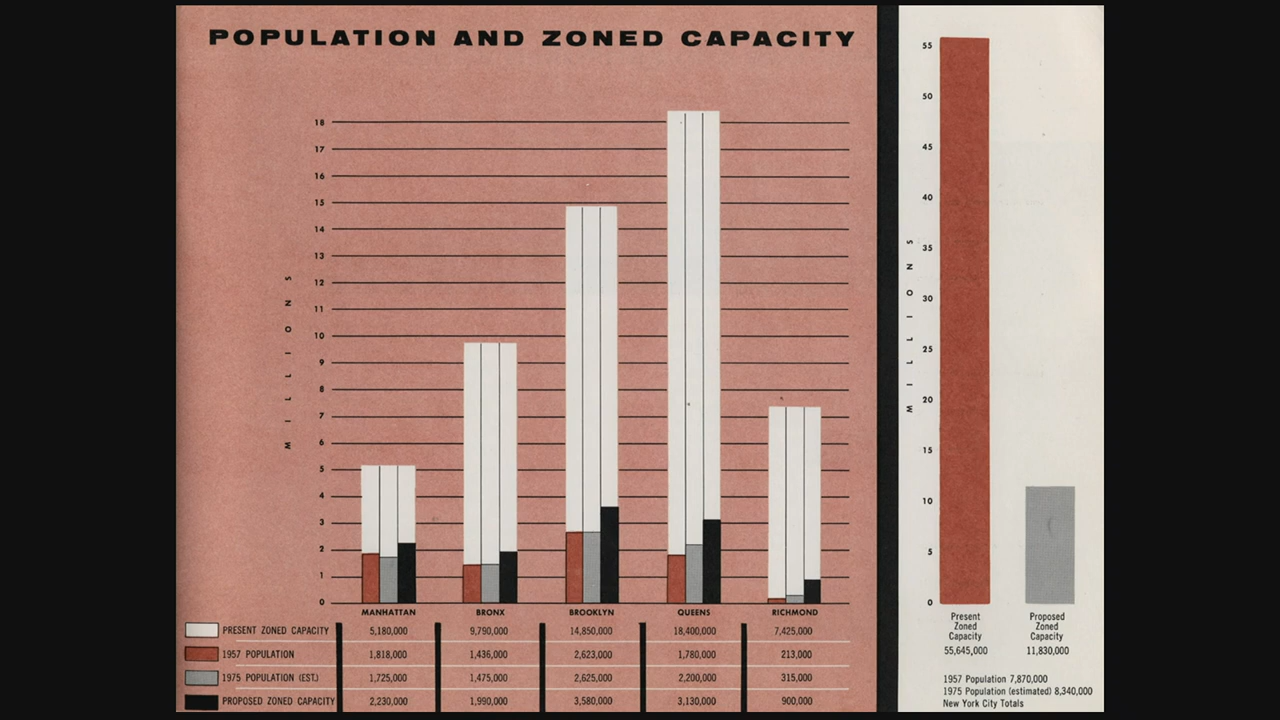 POPULATION AND ZONED CAPACITY
MILLIONS
18
17
16
15
14
13
12
11
10
9
8
7
6
5
4
3
2
1
0
MANHATTAN BRONX BROOKLYN QUEENS RICHMOND
PRESENT ZONED CAPACITY 5,180,000 9,790,000 14,850,000 18,400,000 7,425,000
1957 POPULATION 1,818,000 1,436,000 2,623,000 1,780,000 213,000
1975 POPULATION (EST.) 1,725,000 1,475,000 2,625,000 2,200,000 315,000
PROPOSED ZONED CAPACITY 2,230,000 1,990,000 3,580,000 3,130,000 900,000
MILLIONS
55
50
45
40
35
30
25
20
15
10
5
0
Present
Zoned
Capacity
55,645,000
Proposed
Zoned
Capacity
11,830,000
1957 Population 7,870,000
1975 Population (estimated) 8,340,000
New York City Totals